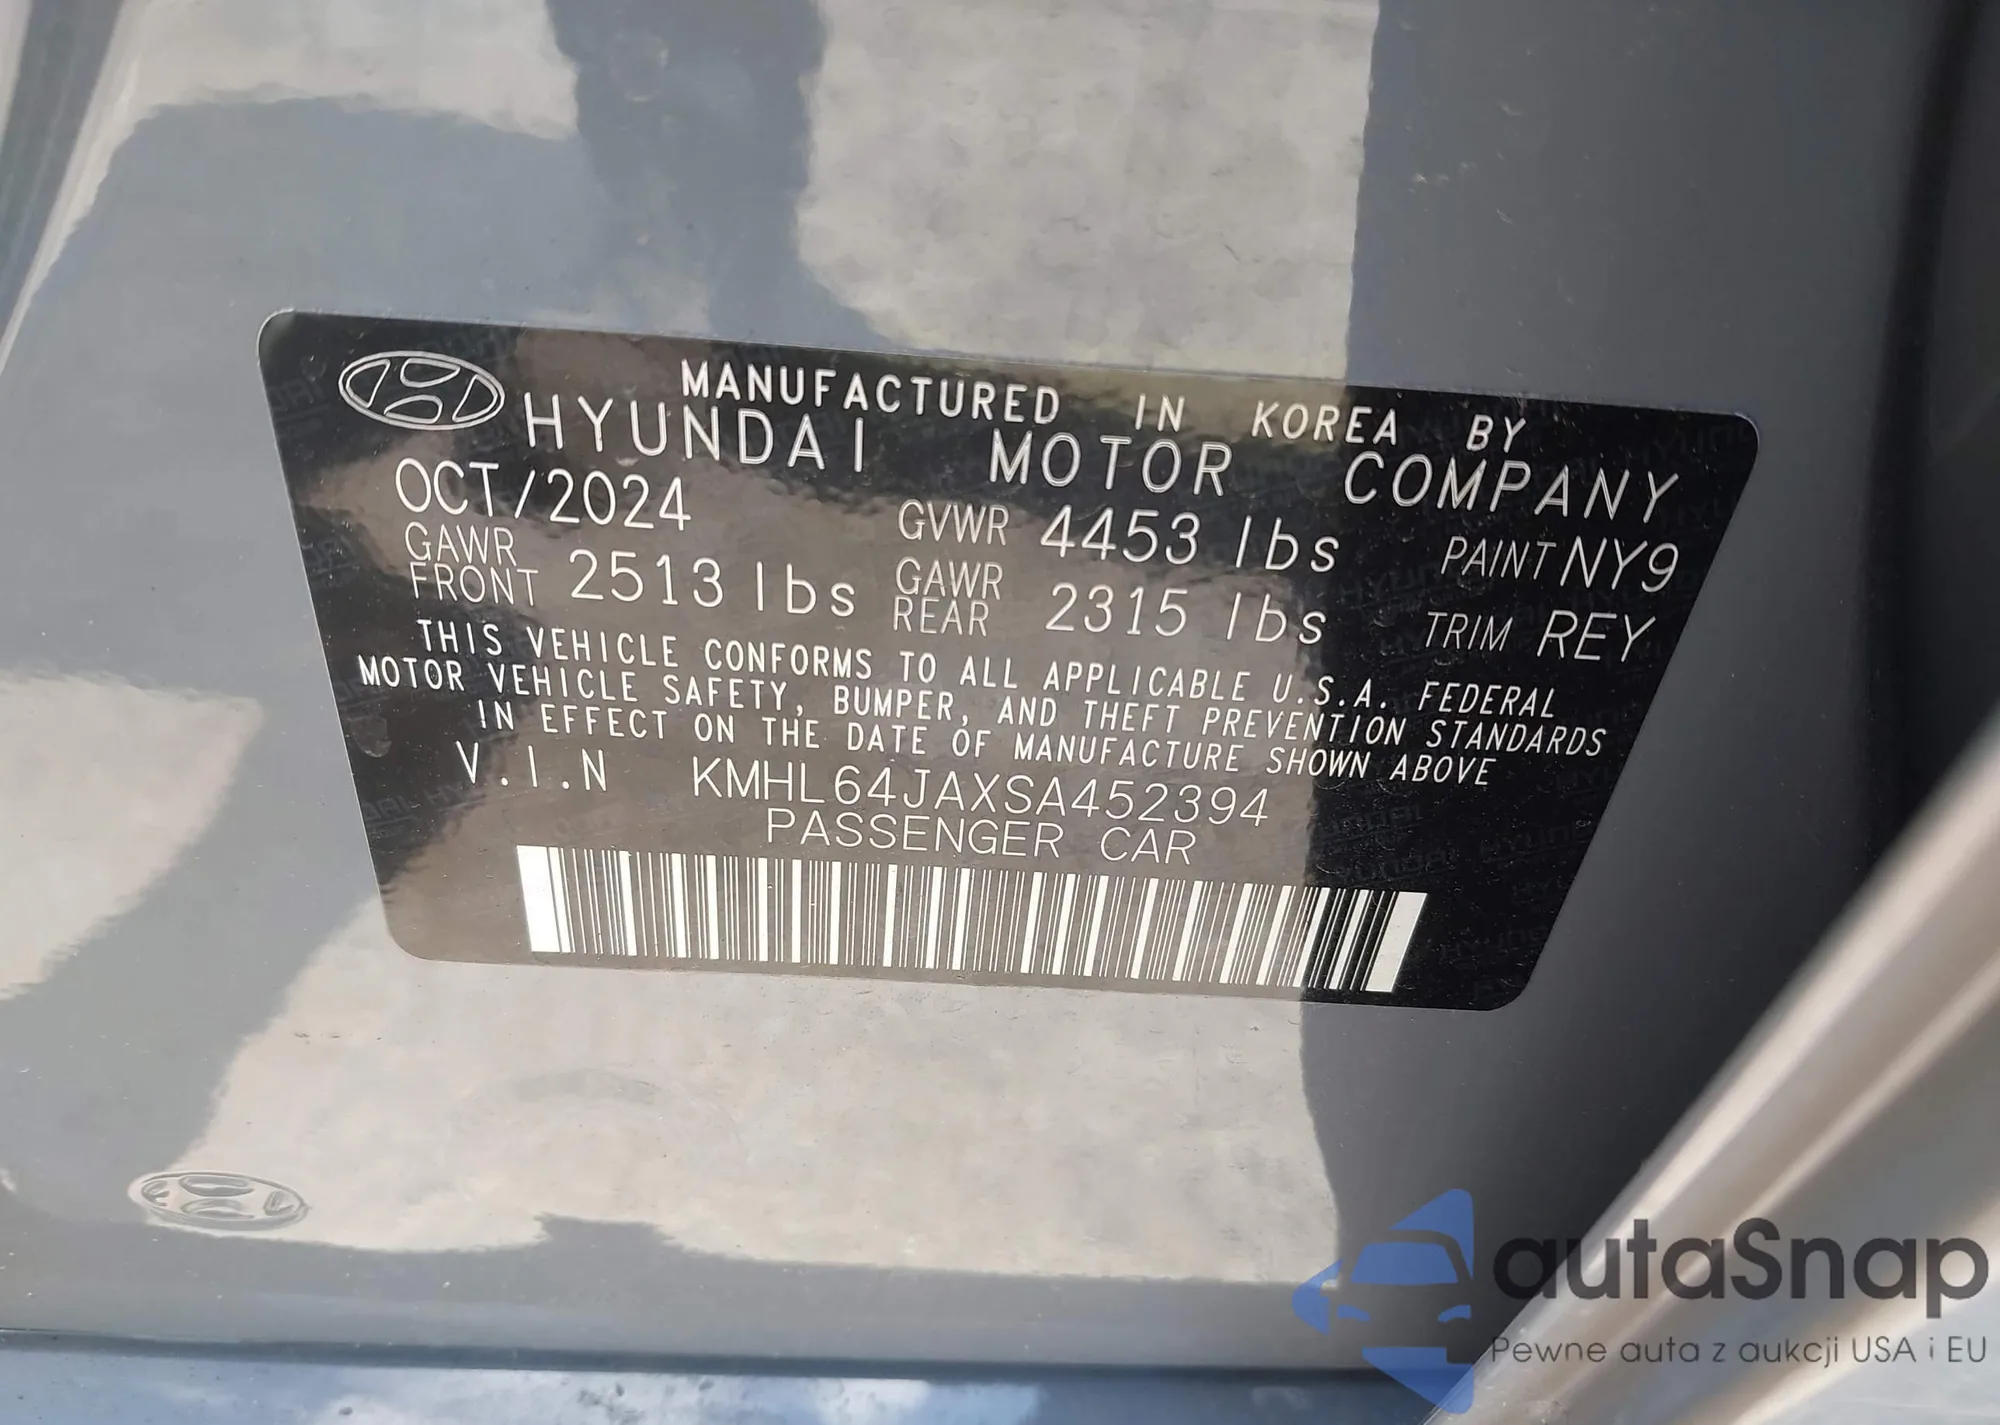 MANUFACTURED IN KOREA BY
HYUNDAI MOTOR COMPANY
OCT/2024 GVWR 4453 lbs PAINT NY9
GAWR FRONT 2513 lbs GAWR REAR 2315 lbs TRIM REY
THIS VEHICLE CONFORMS TO ALL APPLICABLE U.S.A. FEDERAL
MOTOR VEHICLE SAFETY, BUMPER, AND THEFT PREVENTION STANDARDS
IN EFFECT ON THE DATE OF MANUFACTURE SHOWN ABOVE
V.I.N KMHL64JAXSA452394
PASSENGER CAR
autaSnap
Pewne auta z aukcji USA i EU